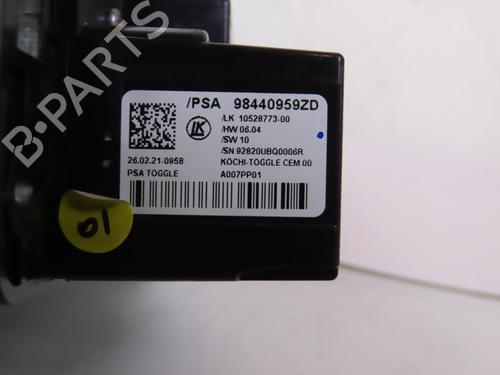 B-PARTS
/PSA 98440959ZD
/LK 10528773-00
LK
/HW 06.04
/SW 10
/SN 92820UBQ0006R
26.02.21-0958 KOCHI-TOGGLE CEM 00
PSA TOGGLE A007PP01
01